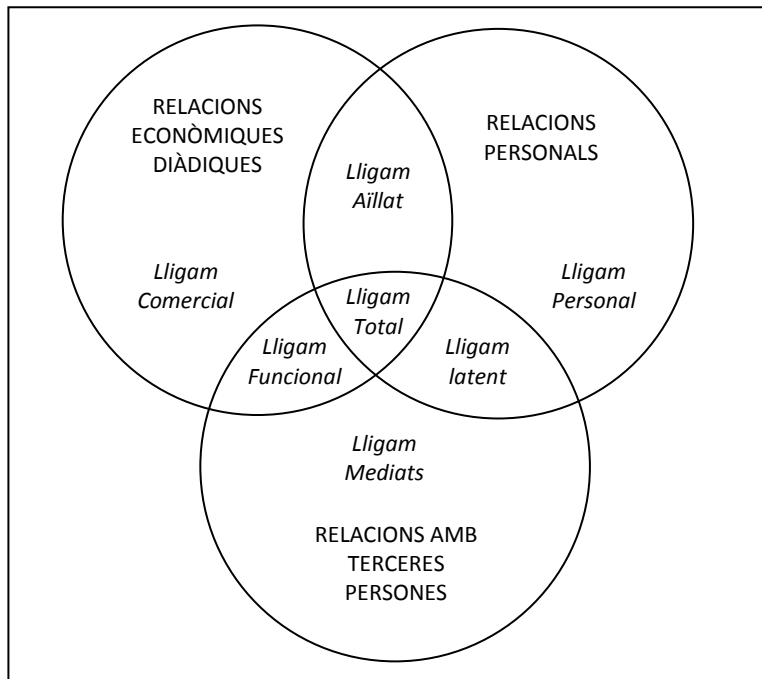 RELACIONS
ECONÒMIQUES
DIÀDIQUES
RELACIONS
PERSONALS
Lligam
Aïllat
Lligam
Comercial
Lligam
Personal
Lligam
Total
Lligam
Funcional
Lligam
latent
Lligam
Mediats
RELACIONS AMB
TERCERES
PERSONES